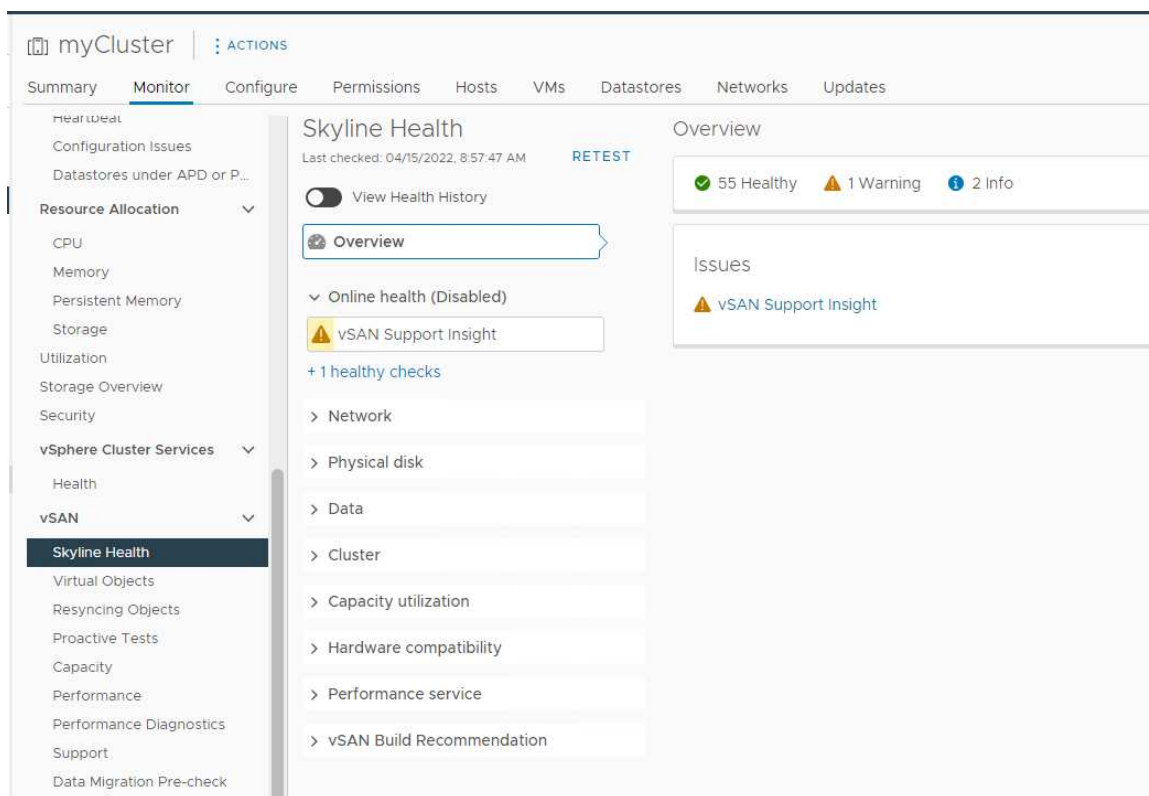 myCluster
ACTIONS
Summary Monitor Configure Permissions Hosts VMs Datastores Networks Updates
Heartbeat
Configuration Issues
Datastores under APD or P...
Resource Allocation
CPU
Memory
Persistent Memory
Storage
Utilization
Storage Overview
Security
vSphere Cluster Services
Health
vSAN
Skyline Health
Virtual Objects
Resyncing Objects
Proactive Tests
Capacity
Performance
Performance Diagnostics
Support
Data Migration Pre-check
Skyline Health
Last checked: 04/15/2022, 8:57:47 AM RETEST
View Health History
Overview
Online health (Disabled)
vSAN Support Insight
+ 1 healthy checks
Network
Physical disk
Data
Cluster
Capacity utilization
Hardware compatibility
Performance service
vSAN Build Recommendation
Overview
55 Healthy 1 Warning 2 Info
Issues
vSAN Support Insight